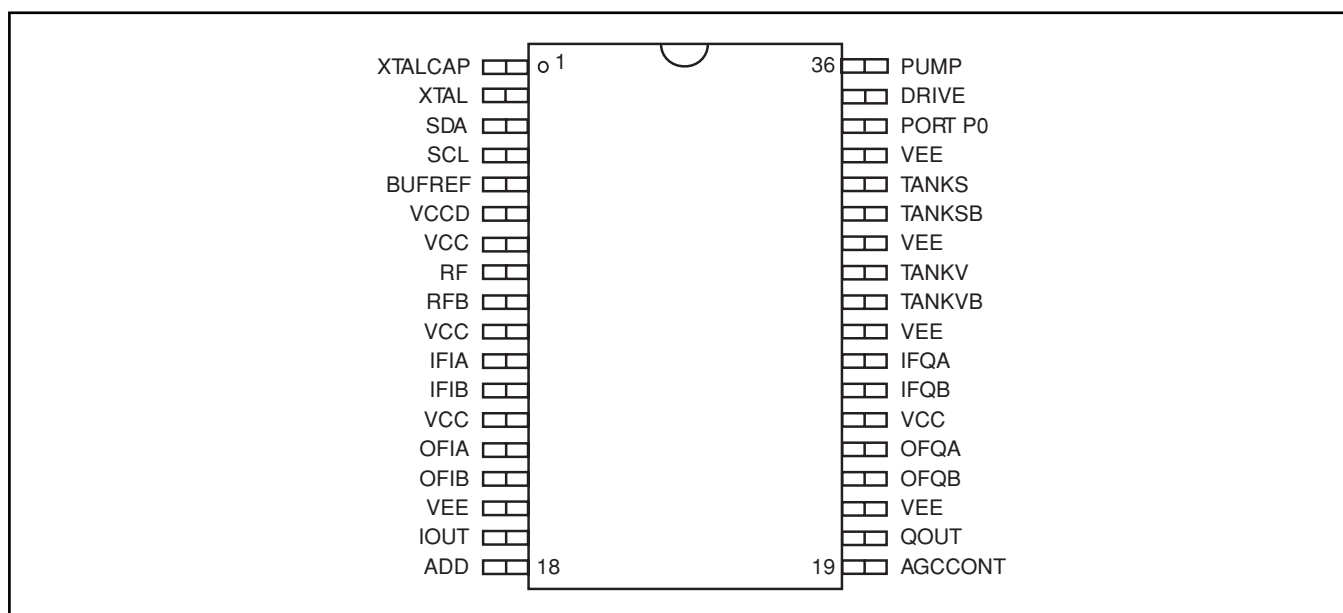 XTALCAP 1 36 PUMP
XTAL DRIVE
SDA PORT P0
SCL VEE
BUFREF TANKS
VCCD TANKSB
VCC VEE
RF TANKV
RFB TANKVB
VCC VEE
IFIA IFQA
IFIB IFQB
VCC VCC
OFIA OFQA
OFIB OFQB
VEE VEE
IOUT QOUT
ADD 18 19 AGCCONT